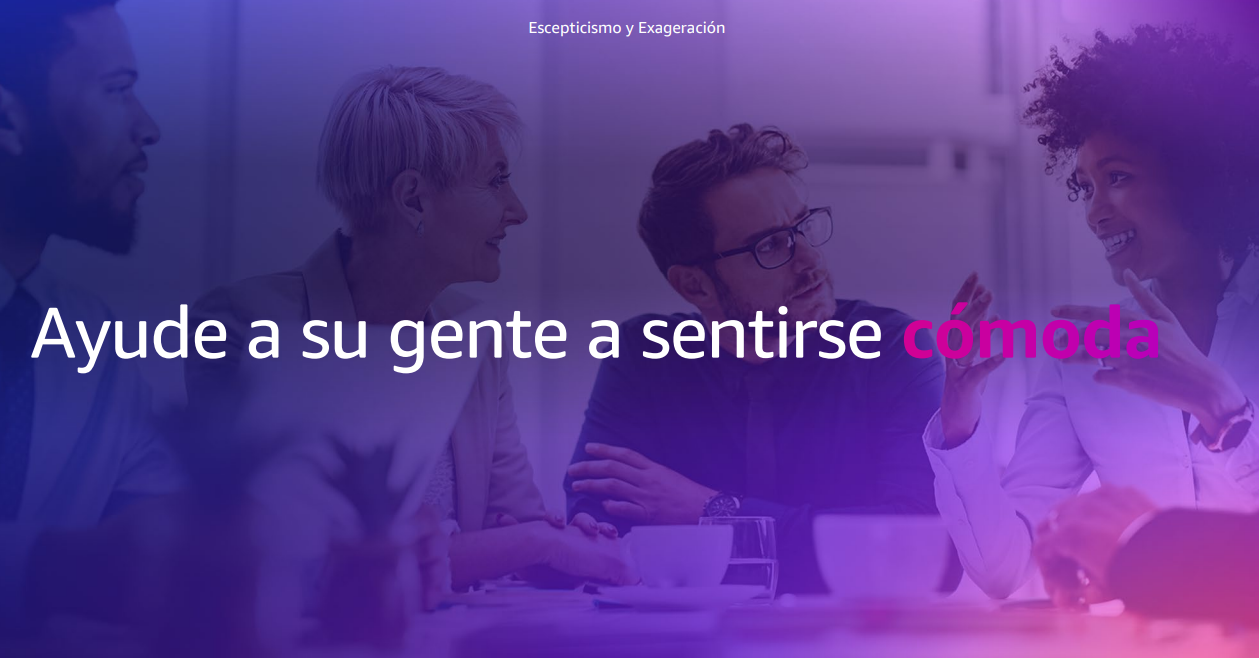 Escepticismo y Exageración
Ayude a su gente a sentirse cómoda